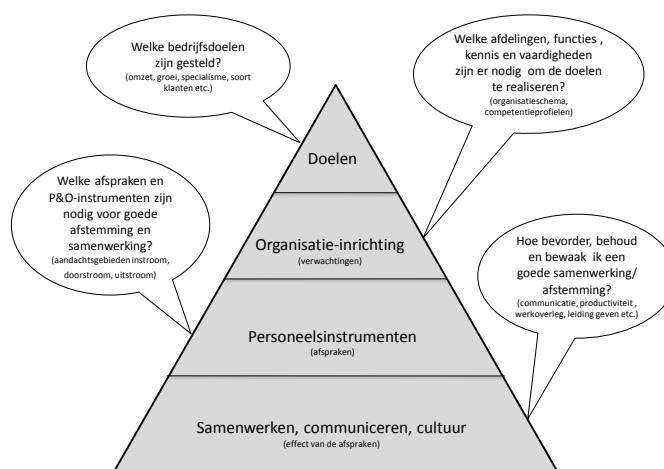 Welke bedrijfsdoelen
zijn gesteld?
(omzet, groei, specialisme, soort
klanten etc.)
Welke afdelingen, functies ,
kennis en vaardigheden
zijn er nodig om de doelen
te realiseren?
(organisatieschema,
competentieprofielen)
Doelen
Welke afspraken en
P&O-instrumenten zijn
nodig voor goede
afstemming en
samenwerking?
(aandachtsgebieden instroom,
doorstroom, uitstroom)
Organisatie-inrichting
(verwachtingen)
Hoe bevorder, behoud
en bewaak ik een
goede samenwerking/
afstemming?
(communicatie, productiviteit ,
werkoverleg, leiding geven etc.)
Personeelsinstrumenten
(afspraken)
Samenwerken, communiceren, cultuur
(effect van de afspraken)